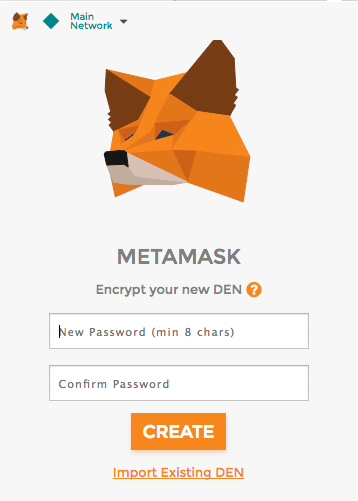 Main
Network
METAMASK
Encrypt your new DEN ?
New Password (min 8 chars)
Confirm Password
CREATE
Import Existing DEN